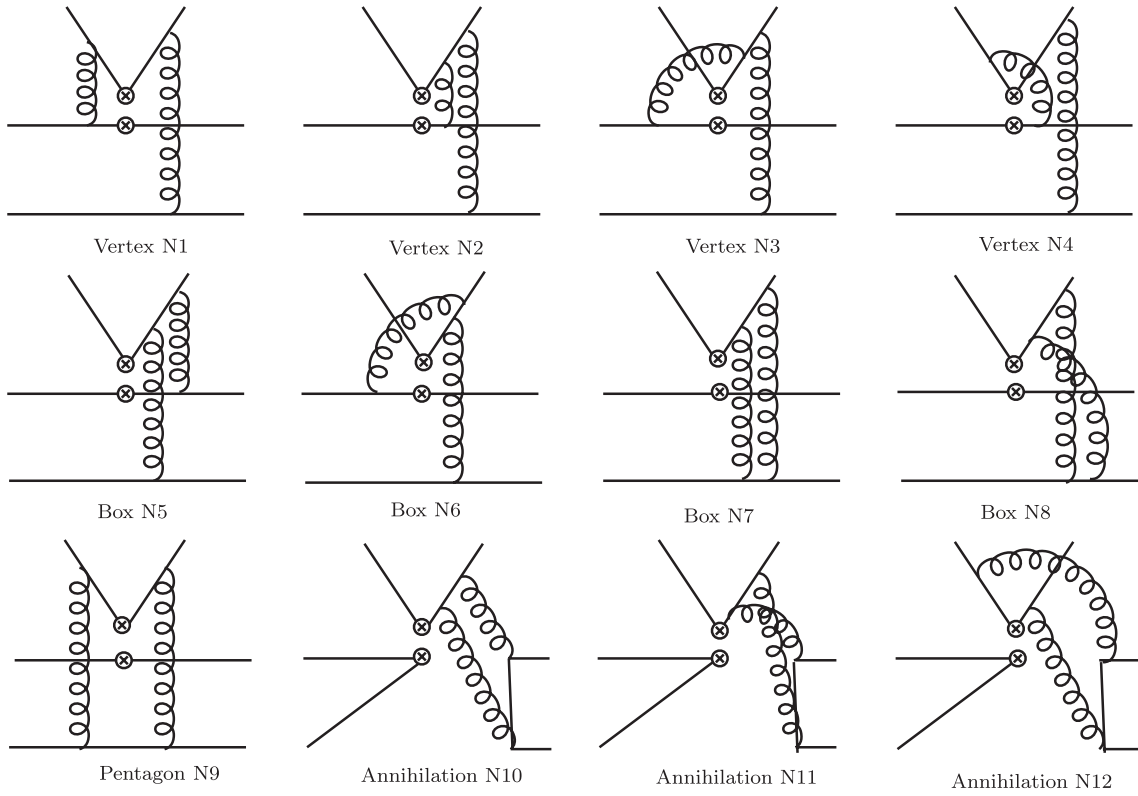 Vertex N1
Vertex N2
Vertex N3
Vertex N4
Box N5
Box N6
Box N7
Box N8
Pentagon N9
Annihilation N10
Annihilation N11
Annihilation N12